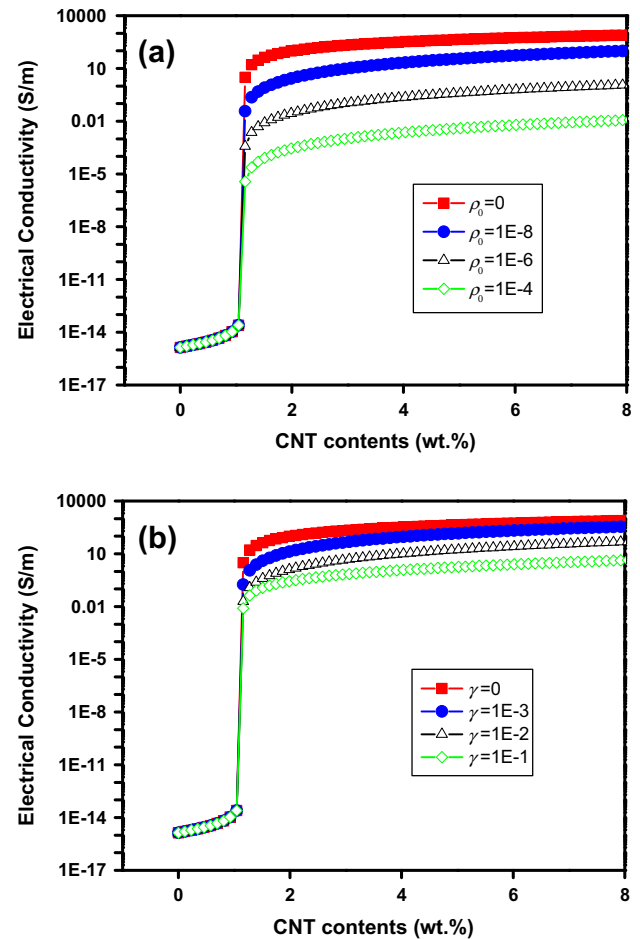 (a)
Electrical Conductivity (S/m)
10000
10
0.01
1E-5
1E-8
1E-11
1E-14
1E-17
ρ₀=0
ρ₀=1E-8
ρ₀=1E-6
ρ₀=1E-4
0 2 4 6 8
CNT contents (wt.%)
(b)
Electrical Conductivity (S/m)
10000
10
0.01
1E-5
1E-8
1E-11
1E-14
1E-17
γ=0
γ=1E-3
γ=1E-2
γ=1E-1
0 2 4 6 8
CNT contents (wt.%)